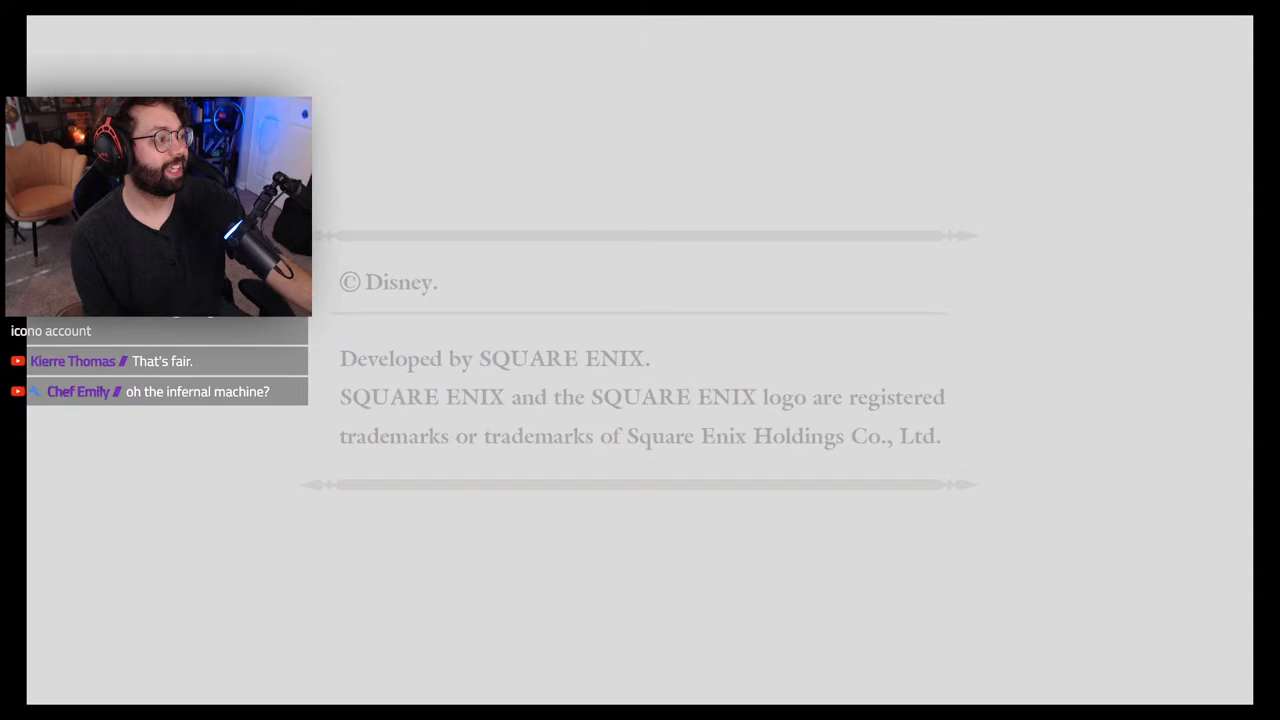 © Disney.
Developed by SQUARE ENIX.
SQUARE ENIX and the SQUARE ENIX logo are registered
trademarks or trademarks of Square Enix Holdings Co., Ltd.
icono account
Kierre Thomas // That's fair.
Chef Emily // oh the infernal machine?